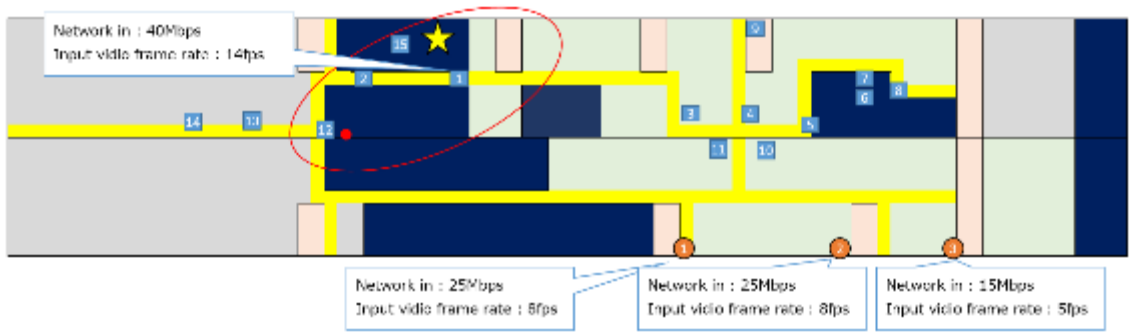 Network in : 40Mbps
Input vidio frame rate : 14fps
15
9
2
1
7
6
8
3
4
5
14
13
12
11
10
1
2
3
Network in : 25Mbps
Input vidio frame rate : 8fps
Network in : 25Mbps
Input vidio frame rate : 8fps
Network in : 15Mbps
Input vidio frame rate : 5fps